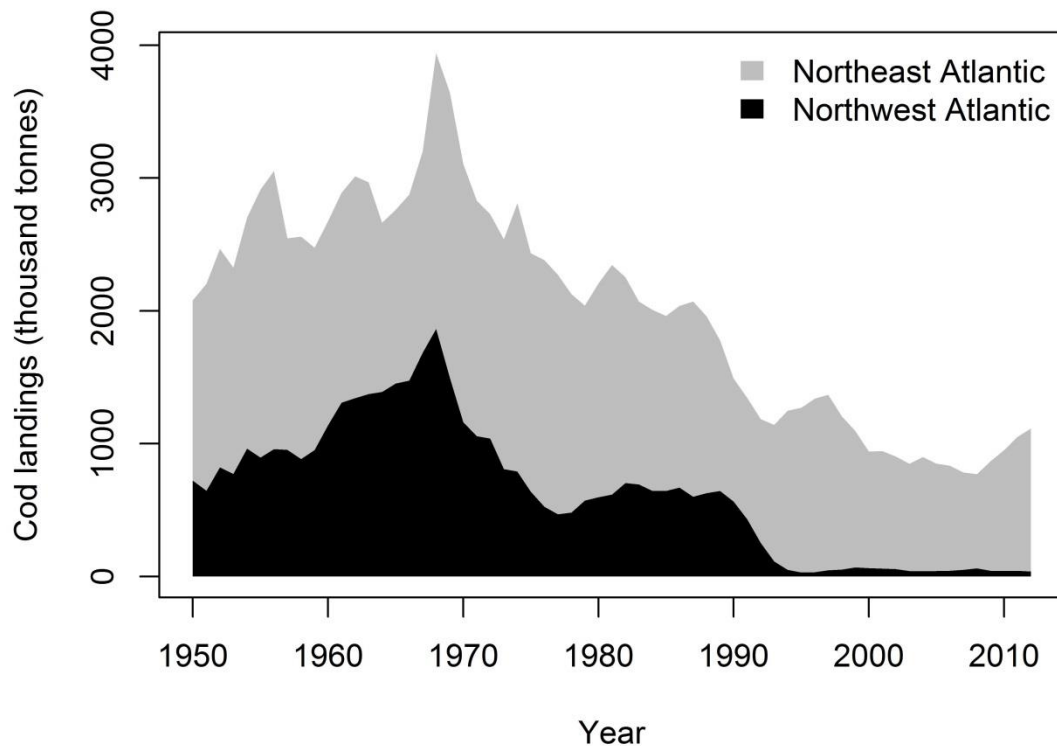 Northeast Atlantic
Northwest Atlantic
Cod landings (thousand tonnes)
4000
3000
2000
1000
0
1950 1960 1970 1980 1990 2000 2010
Year